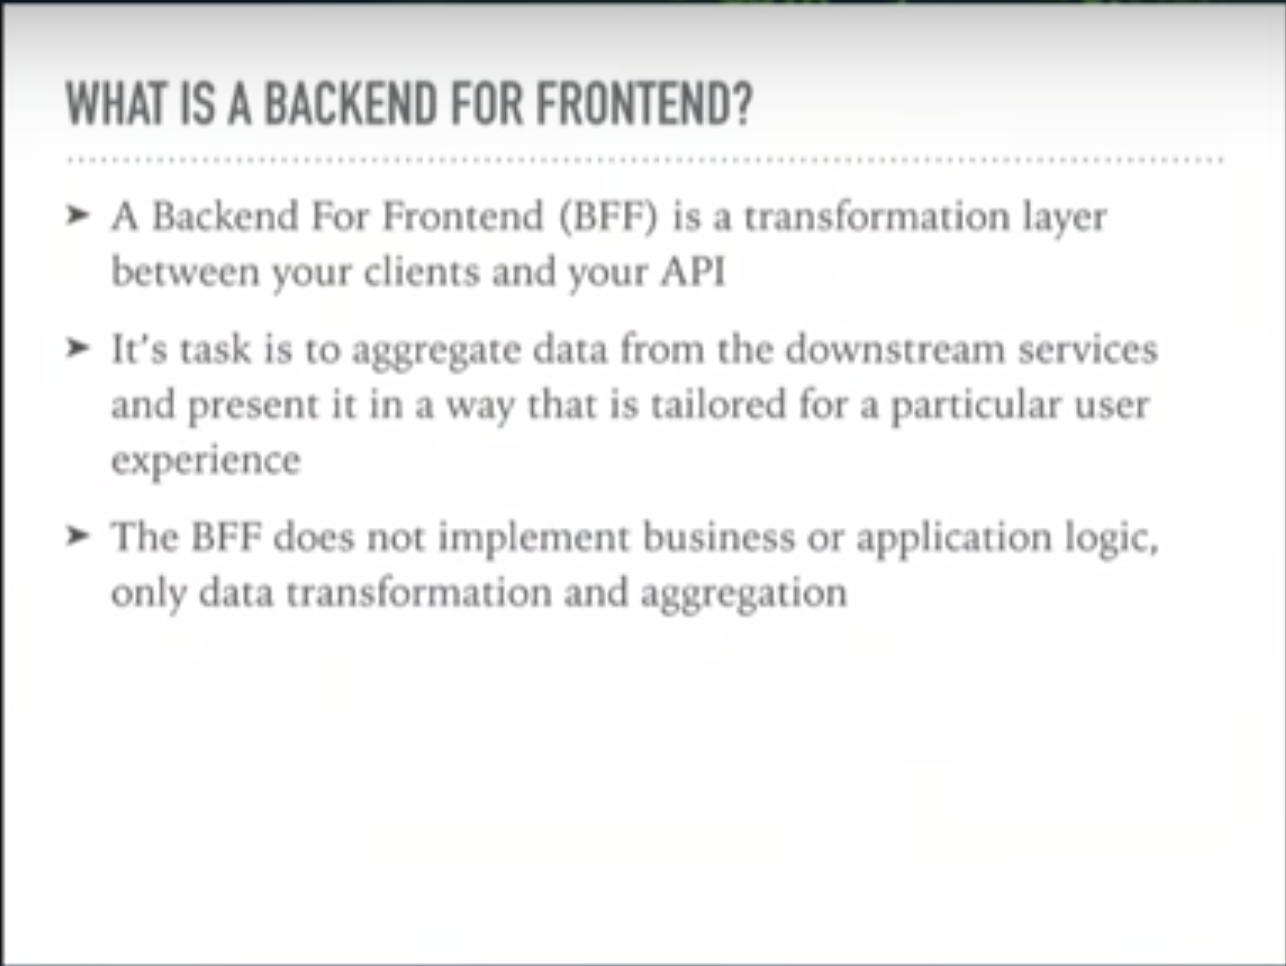 WHAT IS A BACKEND FOR FRONTEND?
➤ A Backend For Frontend (BFF) is a transformation layer
between your clients and your API
➤ It's task is to aggregate data from the downstream services
and present it in a way that is tailored for a particular user
experience
➤ The BFF does not implement business or application logic,
only data transformation and aggregation